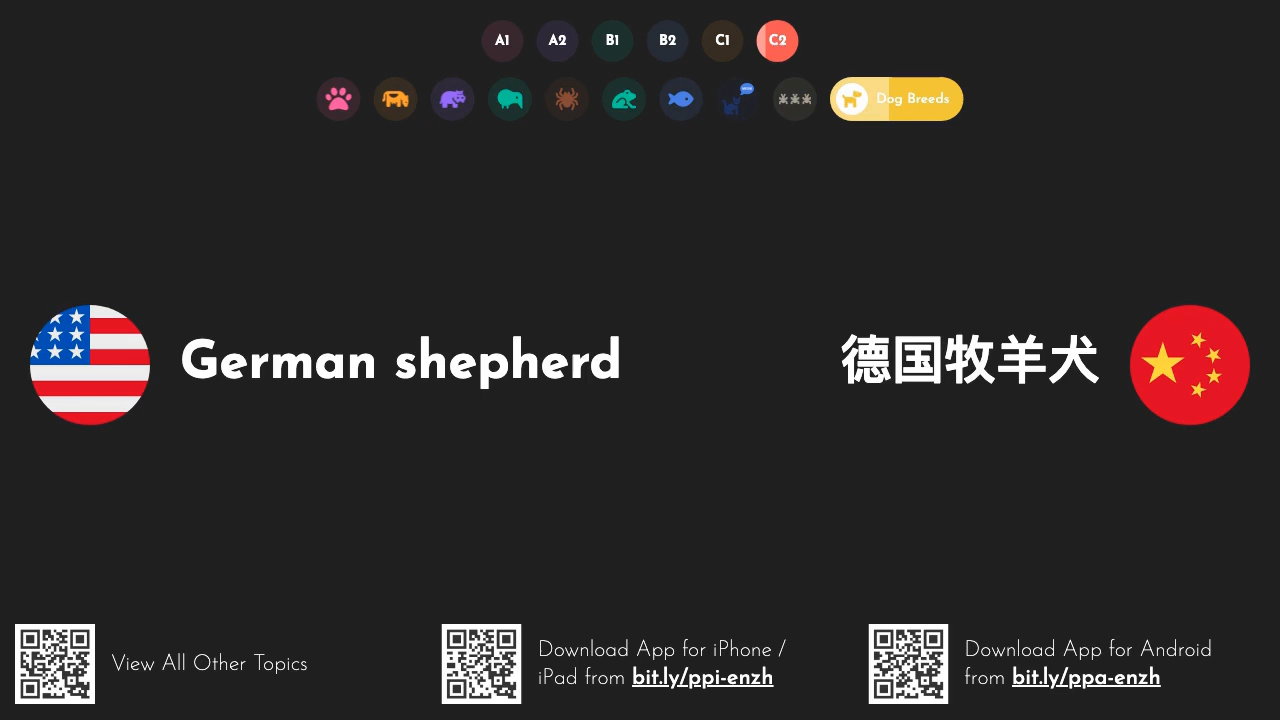 A1 A2 B1 B2 C1 C2
Dog Breeds
German shepherd
德国牧羊犬
View All Other Topics
Download App for iPhone /
iPad from bit.ly/ppi-enzh
Download App for Android
from bit.ly/ppa-enzh